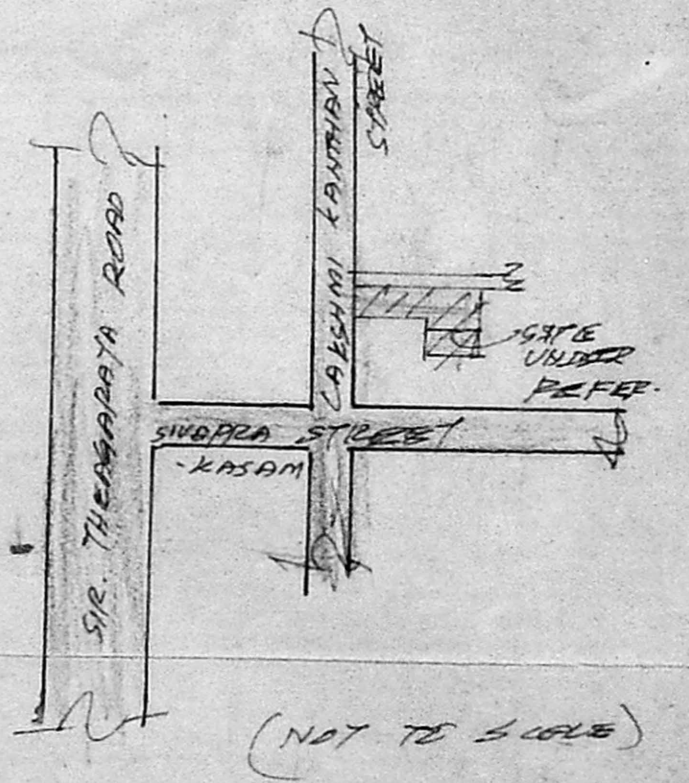 SIR. THEAGARAYA ROAD
LAKSHMI KANTHAN
STREET
SITE
UNDER
REFER.
SIVAPRA STREET
-KASAM
(NOT TO SCALE)